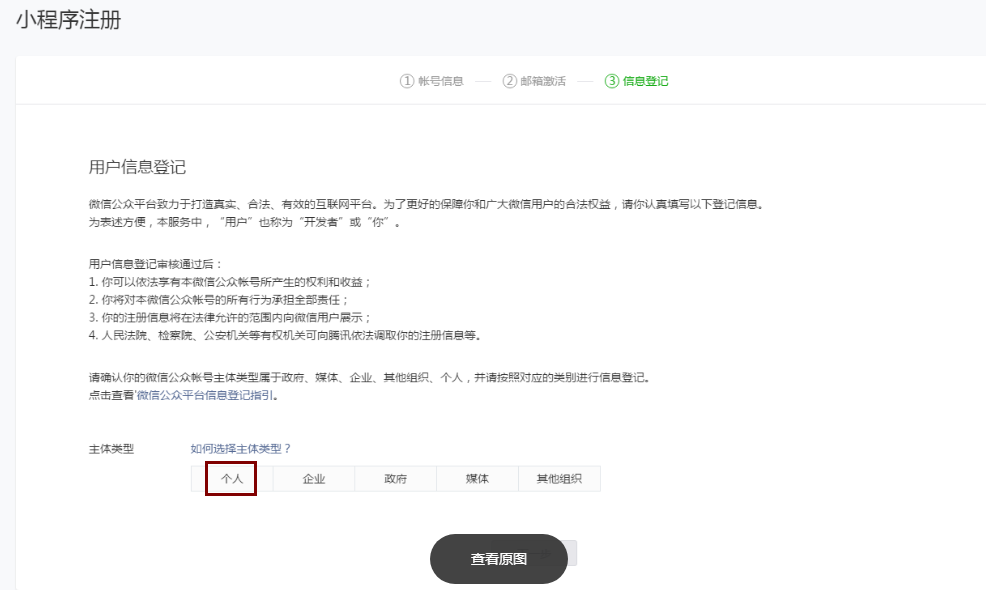 小程序注册
①帐号信息 ②邮箱激活 ③信息登记
用户信息登记
微信公众平台致力于打造真实、合法、有效的互联网平台。为了更好的保障你和广大微信用户的合法权益，请你认真填写以下登记信息。
为表述方便，本服务中，“用户”也称为“开发者”或“你”。
用户信息登记审核通过后：
1. 你可以依法享有本微信公众帐号所产生的权利和收益；
2. 你将对本微信公众帐号的所有行为承担全部责任；
3. 你的注册信息将在法律允许的范围内向微信用户展示；
4. 人民法院、检察院、公安机关等有权机关可向腾讯依法调取你的注册信息等。
请确认你的微信公众帐号主体类型属于政府、媒体、企业、其他组织、个人，并请按照对应的类别进行信息登记。
点击查看'微信公众平台信息登记指引。
主体类型 如何选择主体类型？
个人 企业 政府 媒体 其他组织
查看原图